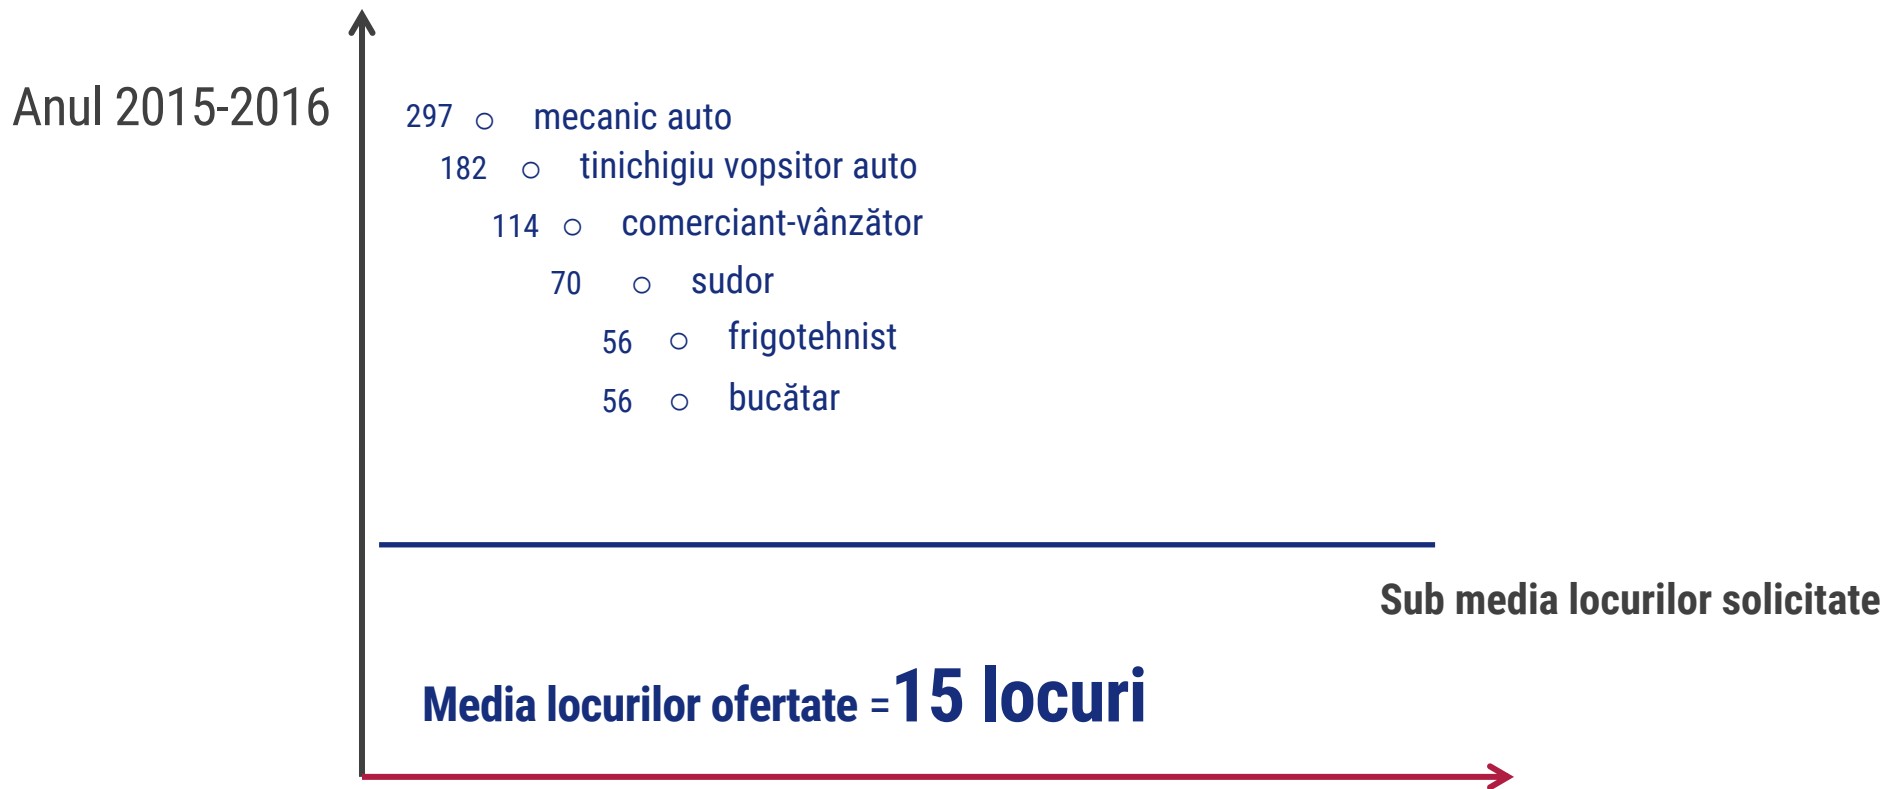 Anul 2015-2016
297 ○ mecanic auto
182 ○ tinichigiu vopsitor auto
114 ○ comerciant-vânzător
70 ○ sudor
56 ○ frigotehnist
56 ○ bucătar
Sub media locurilor solicitate
Media locurilor ofertate = 15 locuri